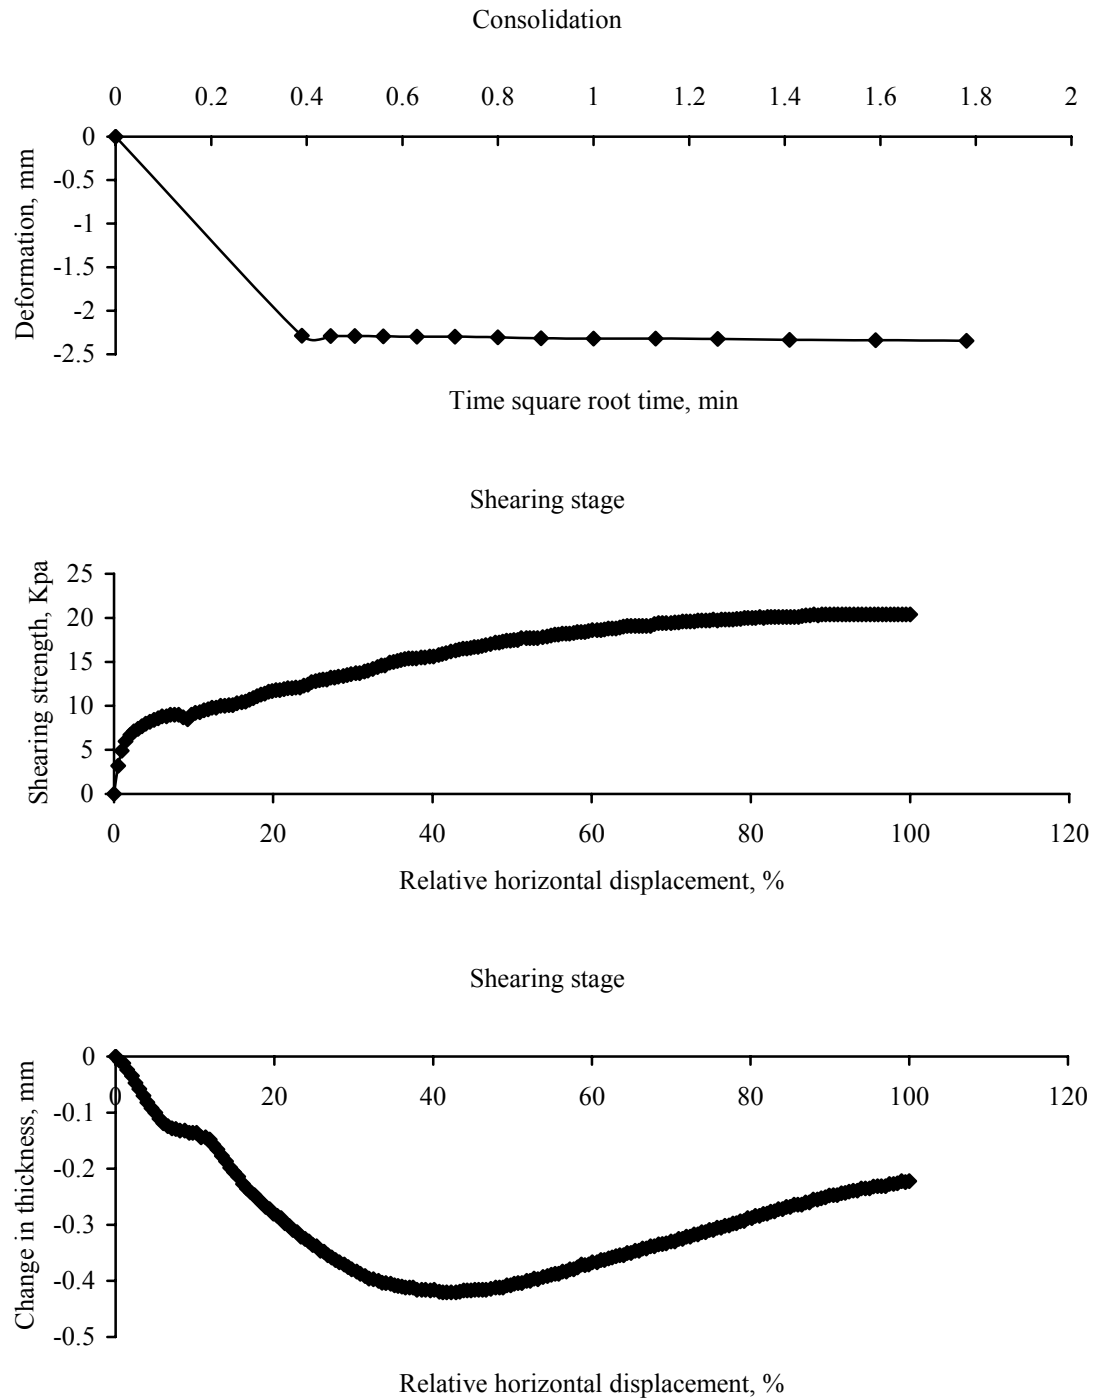 Consolidation
0 0.2 0.4 0.6 0.8 1 1.2 1.4 1.6 1.8 2
0
-0.5
-1
-1.5
-2
-2.5
Deformation, mm
Time square root time, min
Shearing stage
25
20
15
10
5
0
Shearing strength, Kpa
0 20 40 60 80 100 120
Relative horizontal displacement, %
Shearing stage
0
0 20 40 60 80 100 120
-0.1
-0.2
-0.3
-0.4
-0.5
Change in thickness, mm
Relative horizontal displacement, %